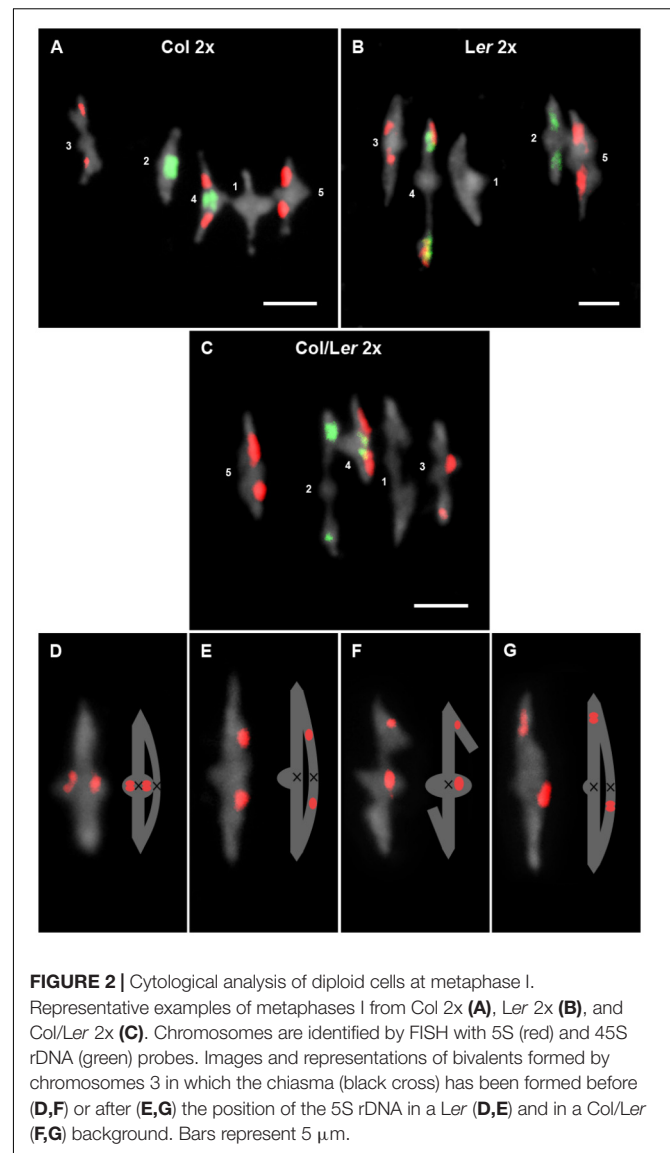 A Col 2x
3
2
4
1
5
B Ler 2x
3
4
1
2
5
C Col/Ler 2x
5
2
4
1
3
D
E
F
G
FIGURE 2 | Cytological analysis of diploid cells at metaphase I.
Representative examples of metaphases I from Col 2x (A), Ler 2x (B), and
Col/Ler 2x (C). Chromosomes are identified by FISH with 5S (red) and 45S
rDNA (green) probes. Images and representations of bivalents formed by
chromosomes 3 in which the chiasma (black cross) has been formed before
(D,F) or after (E,G) the position of the 5S rDNA in a Ler (D,E) and in a Col/Ler
(F,G) background. Bars represent 5 μm.